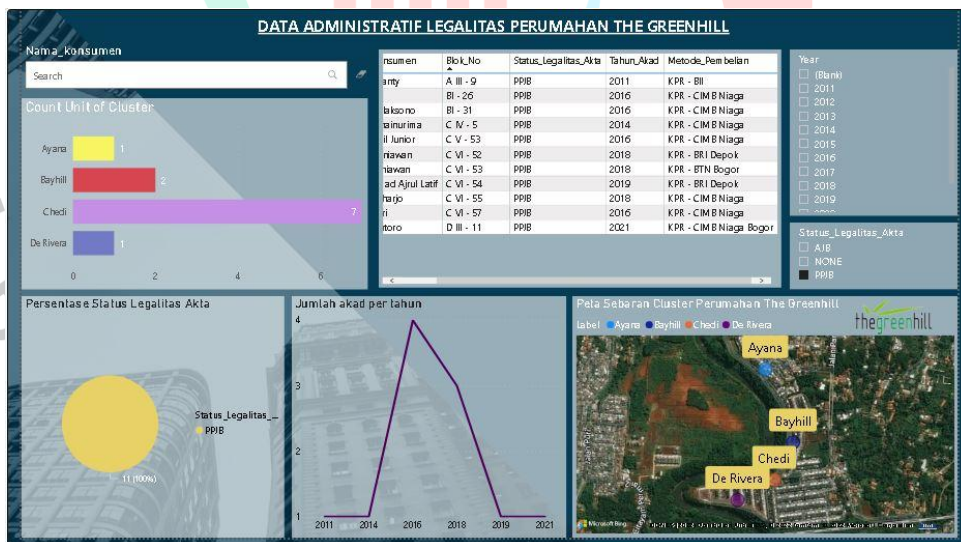 DATA ADMINISTRATIF LEGALITAS PERUMAHAN THE GREENHILL
Nama_konsumen
Search
Count Unit of Cluster
Ayana 1
Bayhill 2
Chedi 7
De Rivera 1
0 2 4 6
nsumen Blok_No Status_Legalitas_Akta Tahun_Akad Metode_Pembelian
anty A III - 9 PPJB 2011 KPR - BII
BI - 26 PPJB 2016 KPR - CIMB Niaga
laksono BI - 31 PPJB 2016 KPR - CIMB Niaga
nainurima C IV - 5 PPJB 2014 KPR - CIMB Niaga
il Junior C V - 53 PPJB 2016 KPR - CIMB Niaga
niawan C VI - 52 PPJB 2018 KPR - BRI Depok
niawan C VI - 53 PPJB 2018 KPR - BTN Bogor
ad Ajrul Latif C VI - 54 PPJB 2019 KPR - BRI Depok
harjo C VI - 55 PPJB 2018 KPR - CIMB Niaga
ri C VI - 57 PPJB 2016 KPR - CIMB Niaga
toro D III - 11 PPJB 2021 KPR - CIMB Niaga Bogor
Year
(Blank)
2011
2012
2013
2014
2015
2016
2017
2018
2019
Status_Legalitas_Akta
AJB
NONE
PPJB
Persentase Status Legalitas Akta
Status_Legalitas_...
PPJB
11 (100%)
Jumlah akad per tahun
4
3
2
1
2011 2014 2016 2018 2019 2021
Peta Sebaran Cluster Perumahan The Greenhill
thegreenhill
Label Ayana Bayhill Chedi De Rivera
Ayana
Bayhill
Chedi
De Rivera
Microsoft Bing